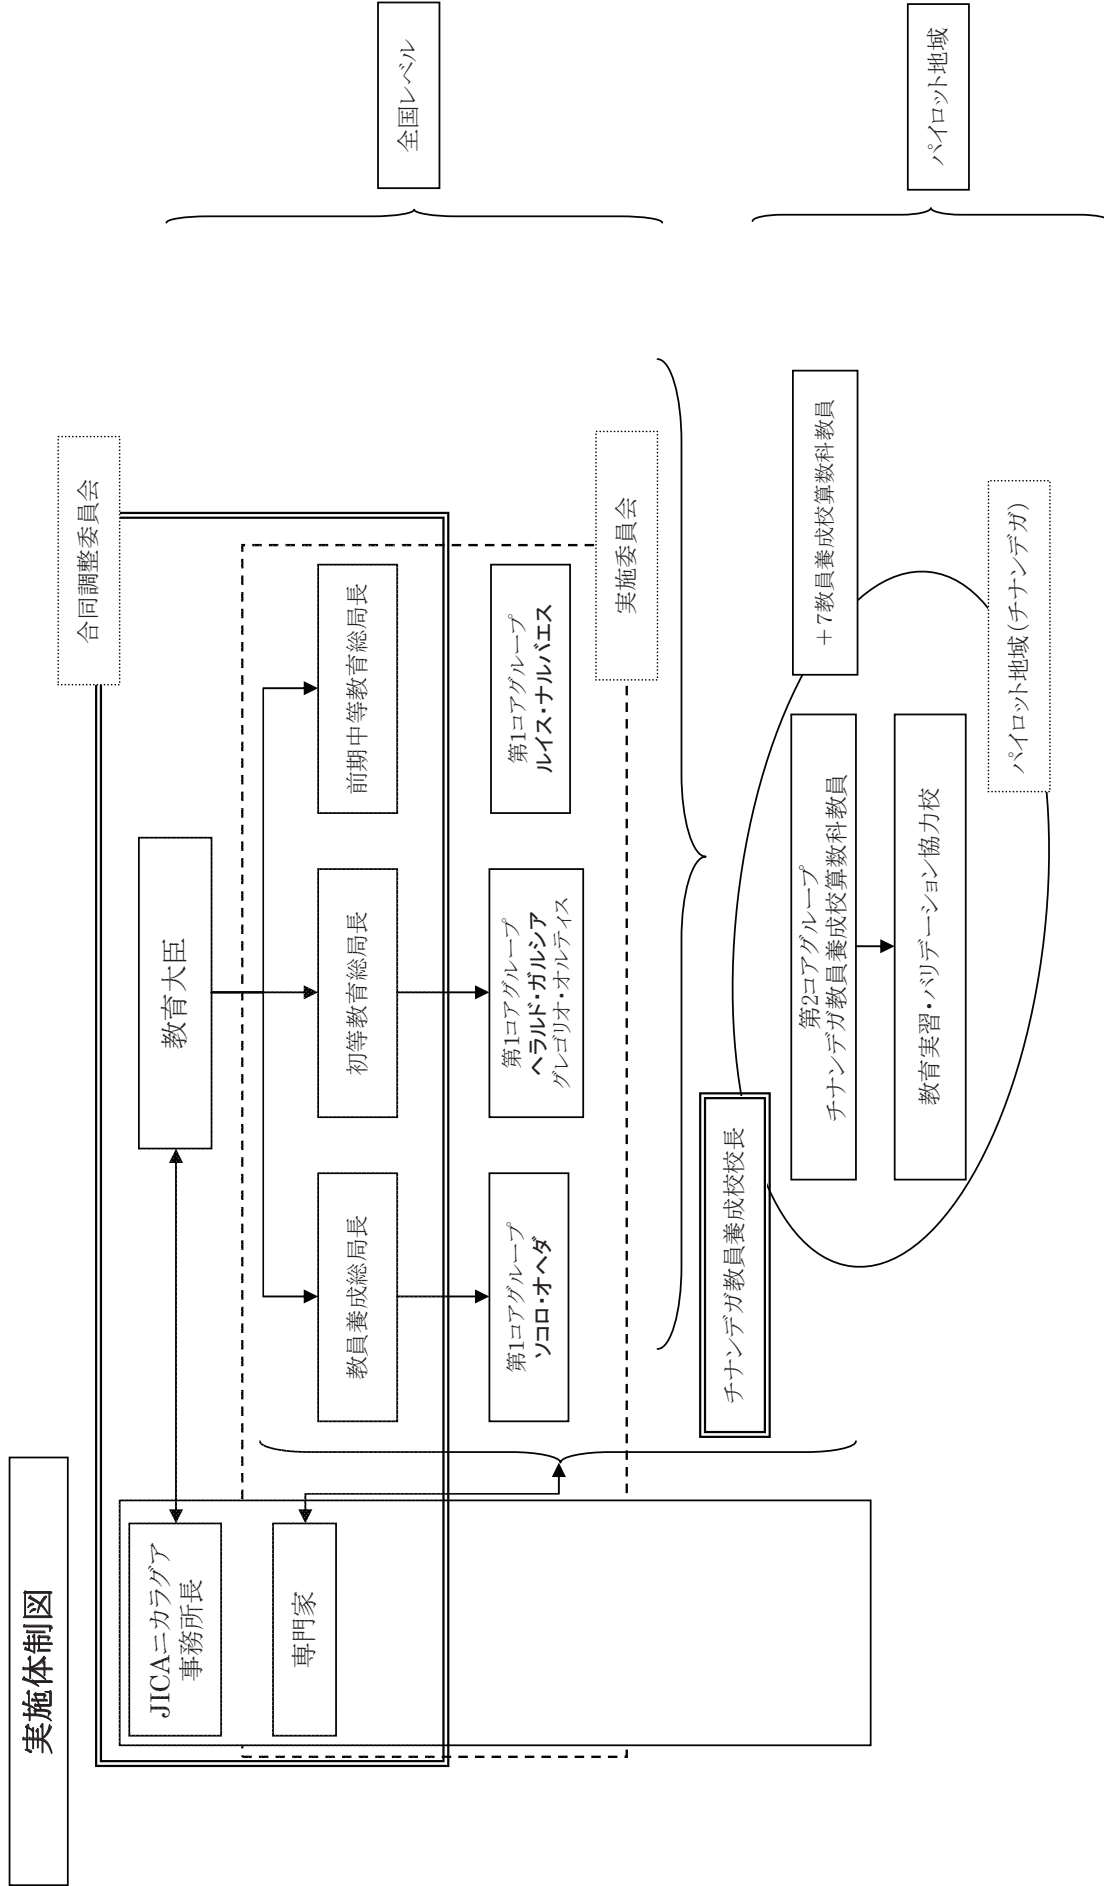 実施体制図
合同調整委員会
JICAニカラグア
事務所長
教育大臣
全国レベル
専門家
教員養成総局長
初等教育総局長
前期中等教育総局長
第1コアグループ
ソコロ・オヘダ
第1コアグループ
ヘラルド・ガルシア
グレゴリオ・オルティス
第1コアグループ
ルイス・ナルバエス
実施委員会
チナンデガ教員養成校校長
第2コアグループ
チナンデガ教員養成校算数科教員
+7教員養成校算数科教員
パイロット地域
教育実習・バリデーション協力校
パイロット地域(チナンデガ)